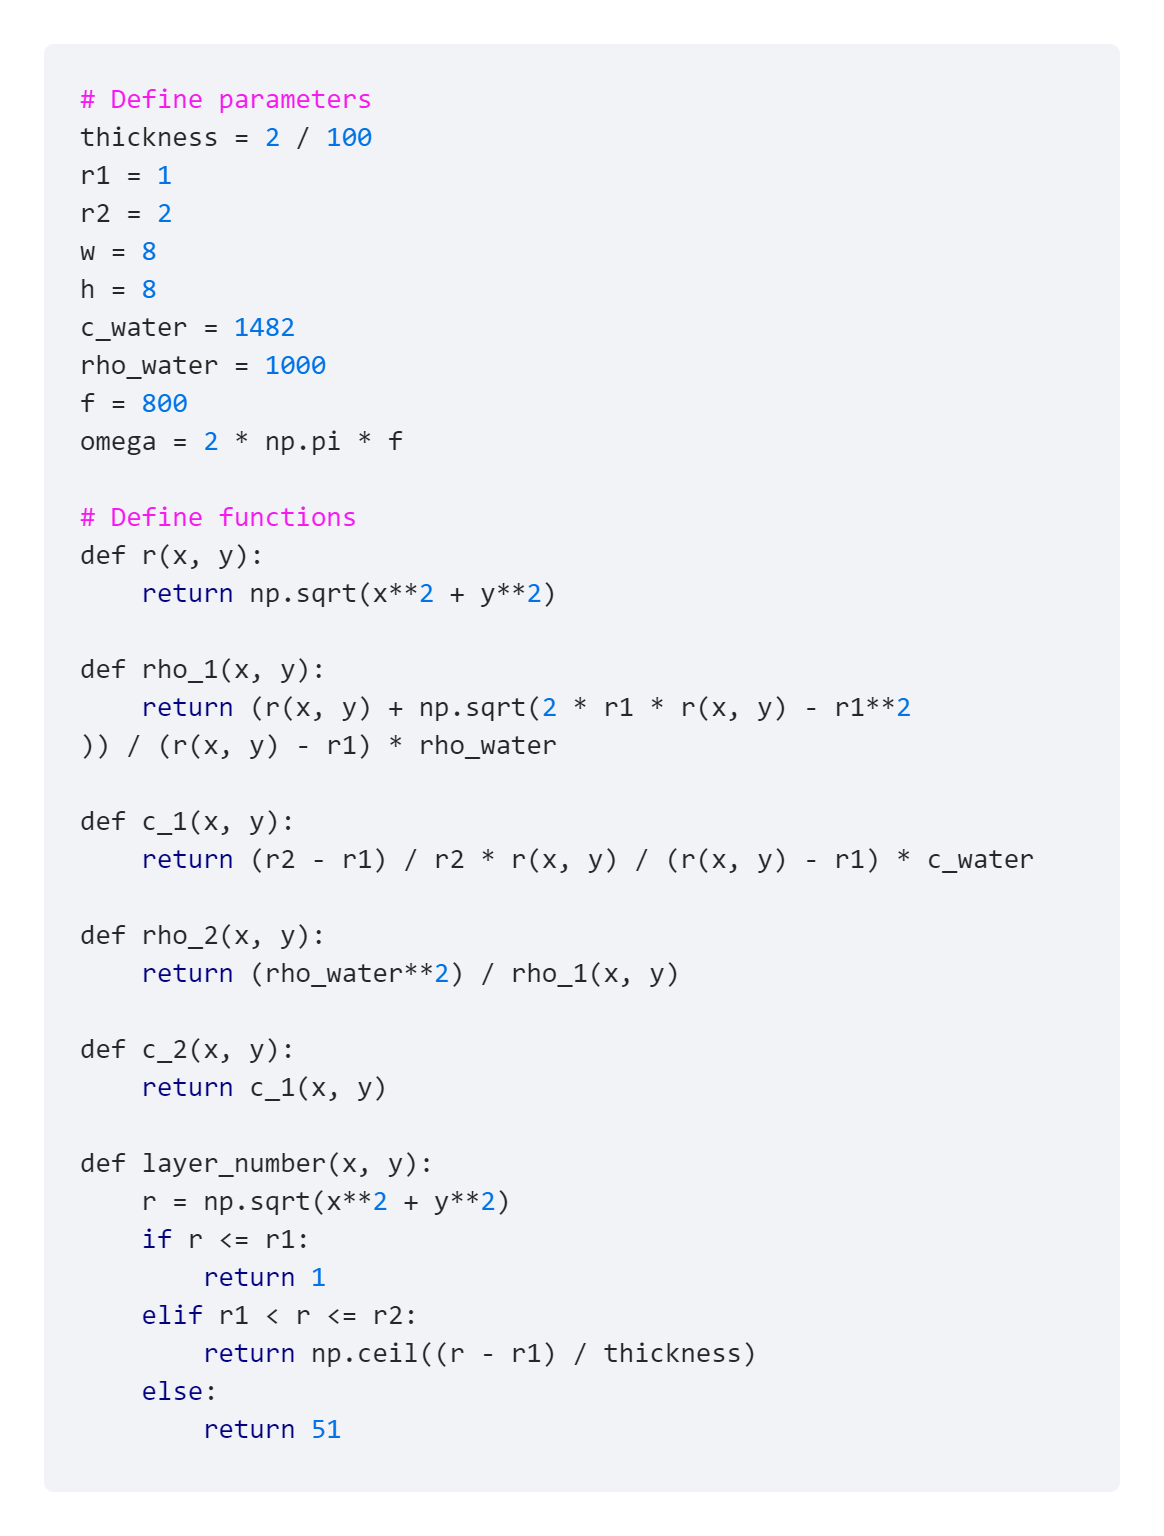 # Define parameters
thickness = 2 / 100
r1 = 1
r2 = 2
w = 8
h = 8
c_water = 1482
rho_water = 1000
f = 800
omega = 2 * np.pi * f

# Define functions
def r(x, y):
    return np.sqrt(x**2 + y**2)

def rho_1(x, y):
    return (r(x, y) + np.sqrt(2 * r1 * r(x, y) - r1**2
)) / (r(x, y) - r1) * rho_water

def c_1(x, y):
    return (r2 - r1) / r2 * r(x, y) / (r(x, y) - r1) * c_water

def rho_2(x, y):
    return (rho_water**2) / rho_1(x, y)

def c_2(x, y):
    return c_1(x, y)

def layer_number(x, y):
    r = np.sqrt(x**2 + y**2)
    if r <= r1:
        return 1
    elif r1 < r <= r2:
        return np.ceil((r - r1) / thickness)
    else:
        return 51